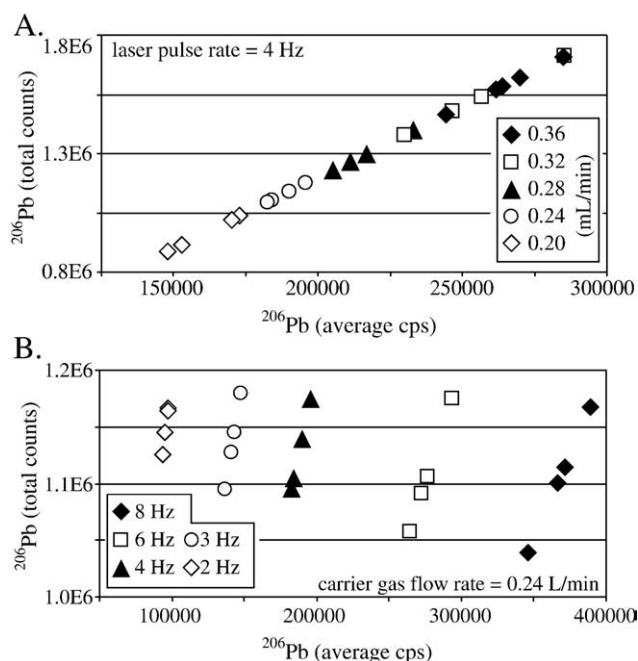 A.
1.8E6
laser pulse rate = 4 Hz
1.3E6
0.8E6
²⁰⁶Pb (total counts)
0.36
0.32
0.28
0.24
0.20
(mL/min)
150000 200000 250000 300000
²⁰⁶Pb (average cps)
B.
1.2E6
1.1E6
1.0E6
²⁰⁶Pb (total counts)
8 Hz
6 Hz 3 Hz
4 Hz 2 Hz
carrier gas flow rate = 0.24 L/min
100000 200000 300000 400000
²⁰⁶Pb (average cps)